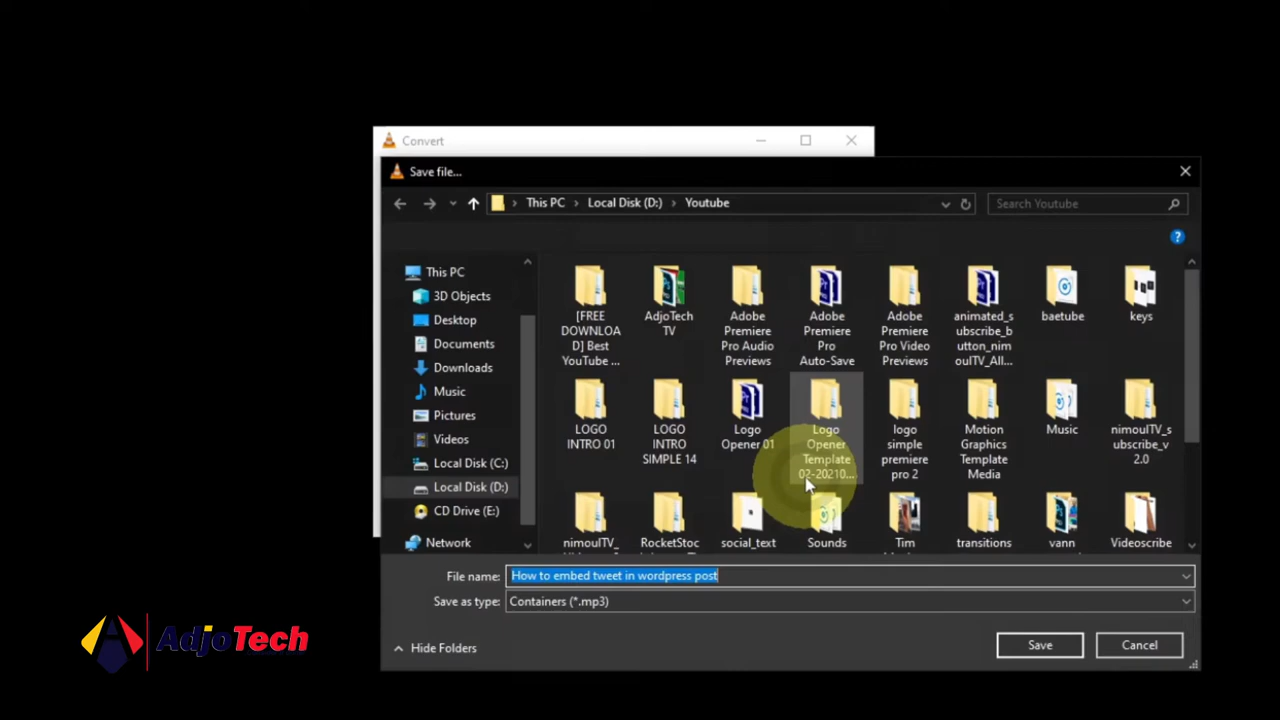 Convert
Save file...
This PC > Local Disk (D:) > Youtube
Search Youtube
This PC
3D Objects
Desktop
Documents
Downloads
Music
Pictures
Videos
Local Disk (C:)
Local Disk (D:)
CD Drive (E:)
Network
[FREE
DOWNLOA
D] Best
YouTube ...
AdjoTech
TV
Adobe
Premiere
Pro Audio
Previews
Adobe
Premiere
Pro
Auto-Save
Adobe
Premiere
Pro Video
Previews
animated_s
ubscribe_b
utton_nim
oulTV_All...
baetube
keys
LOGO
INTRO 01
LOGO
INTRO
SIMPLE 14
Logo
Opener 01
Logo
Opener
Template
02-20210...
logo
simple
premiere
pro 2
Motion
Graphics
Template
Media
Music
nimoulTV_s
ubscribe_v
2.0
nimoulTV_
RocketStoc
social_text
Sounds
Tim
transitions
vann
Videoscribe
File name: How to embed tweet in wordpress post
Save as type: Containers (*.mp3)
Hide Folders
Save
Cancel
AdjoTech